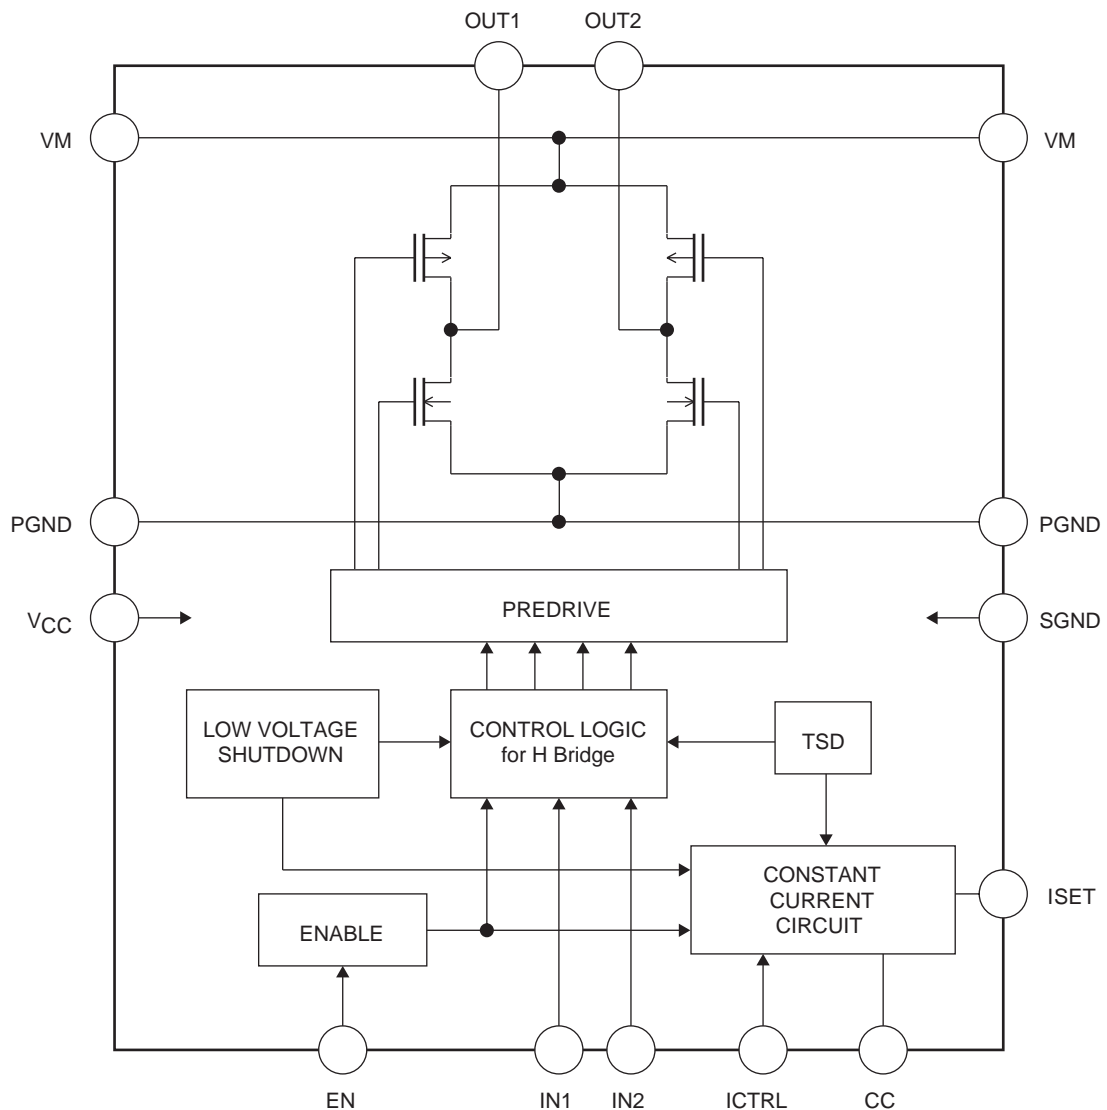 OUT1 OUT2
VM VM
PGND PGND
VCC SGND
PREDRIVE
LOW VOLTAGE
SHUTDOWN
CONTROL LOGIC
for H Bridge
TSD
CONSTANT
CURRENT
CIRCUIT
ISET
ENABLE
EN IN1 IN2 ICTRL CC